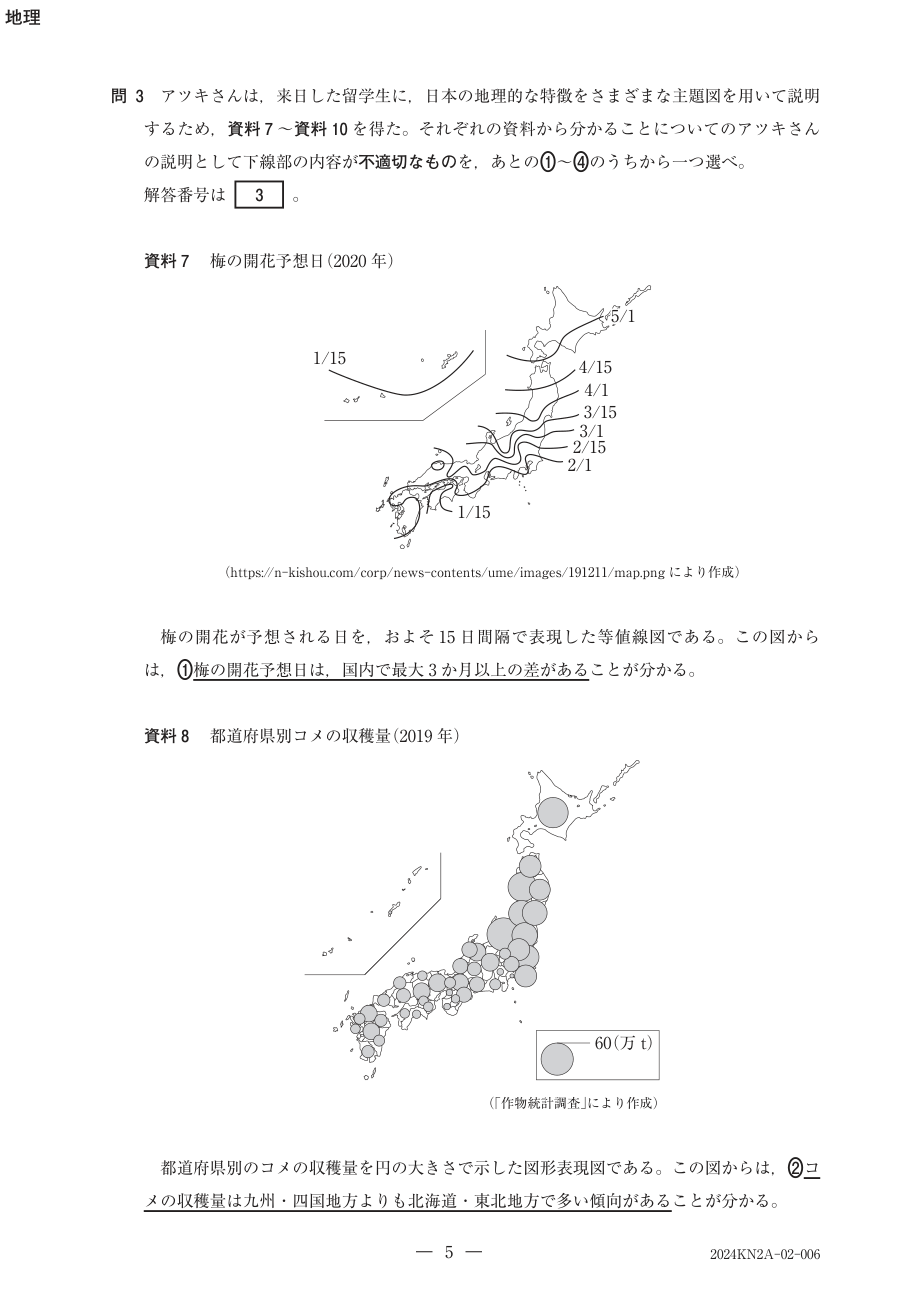 地理
問 3 アツキさんは，来日した留学生に，日本の地理的な特徴をさまざまな主題図を用いて説明
するため，資料 7 ～資料 10 を得た。それぞれの資料から分かることについてのアツキさん
の説明として下線部の内容が不適切なものを，あとの①～④のうちから一つ選べ。
解答番号は 3 。
資料 7 梅の開花予想日（2020 年）
5/1
1/15
4/15
4/1
3/15
3/1
2/15
2/1
1/15
（https://n-kishou.com/corp/news-contents/ume/images/191211/map.png により作成）
梅の開花が予想される日を，およそ 15 日間隔で表現した等値線図である。この図から
は，①梅の開花予想日は，国内で最大 3 か月以上の差があることが分かる。
資料 8 都道府県別コメの収穫量（2019 年）
60（万 t）
（「作物統計調査」により作成）
都道府県別のコメの収穫量を円の大きさで示した図形表現図である。この図からは，②コ
メの収穫量は九州・四国地方よりも北海道・東北地方で多い傾向があることが分かる。
― 5 ―
2024KN2A-02-006